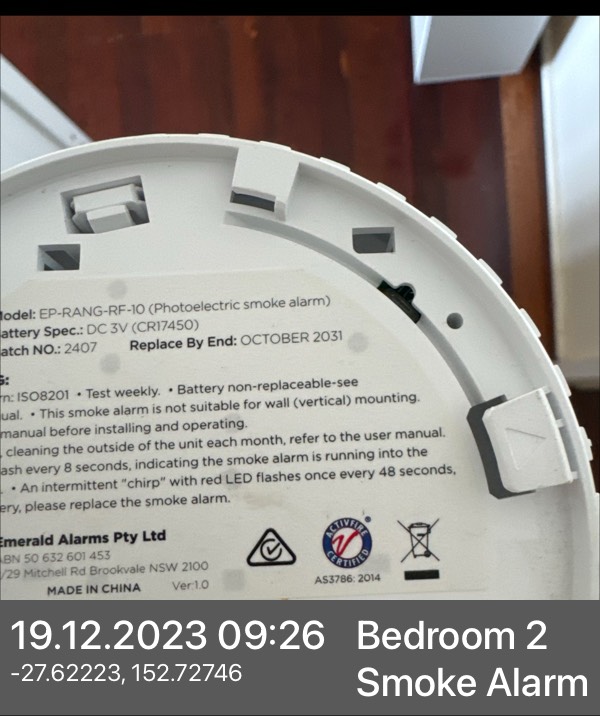 Model: EP-RANG-RF-10 (Photoelectric smoke alarm)
Battery Spec.: DC 3V (CR17450)
Batch NO.: 2407 Replace By End: OCTOBER 2031
ISO8201 • Test weekly. • Battery non-replaceable-see
• This smoke alarm is not suitable for wall (vertical) mounting.
manual before installing and operating.
, cleaning the outside of the unit each month, refer to the user manual.
every 8 seconds, indicating the smoke alarm is running into the
. • An intermittent "chirp" with red LED flashes once every 48 seconds,
please replace the smoke alarm.
Emerald Alarms Pty Ltd
ABN 50 632 601 453
/29 Mitchell Rd Brookvale NSW 2100
MADE IN CHINA Ver:1.0
ACTIVFIRE
CERTIFIED
®
AS3786: 2014
19.12.2023 09:26
-27.62223, 152.72746
Bedroom 2
Smoke Alarm